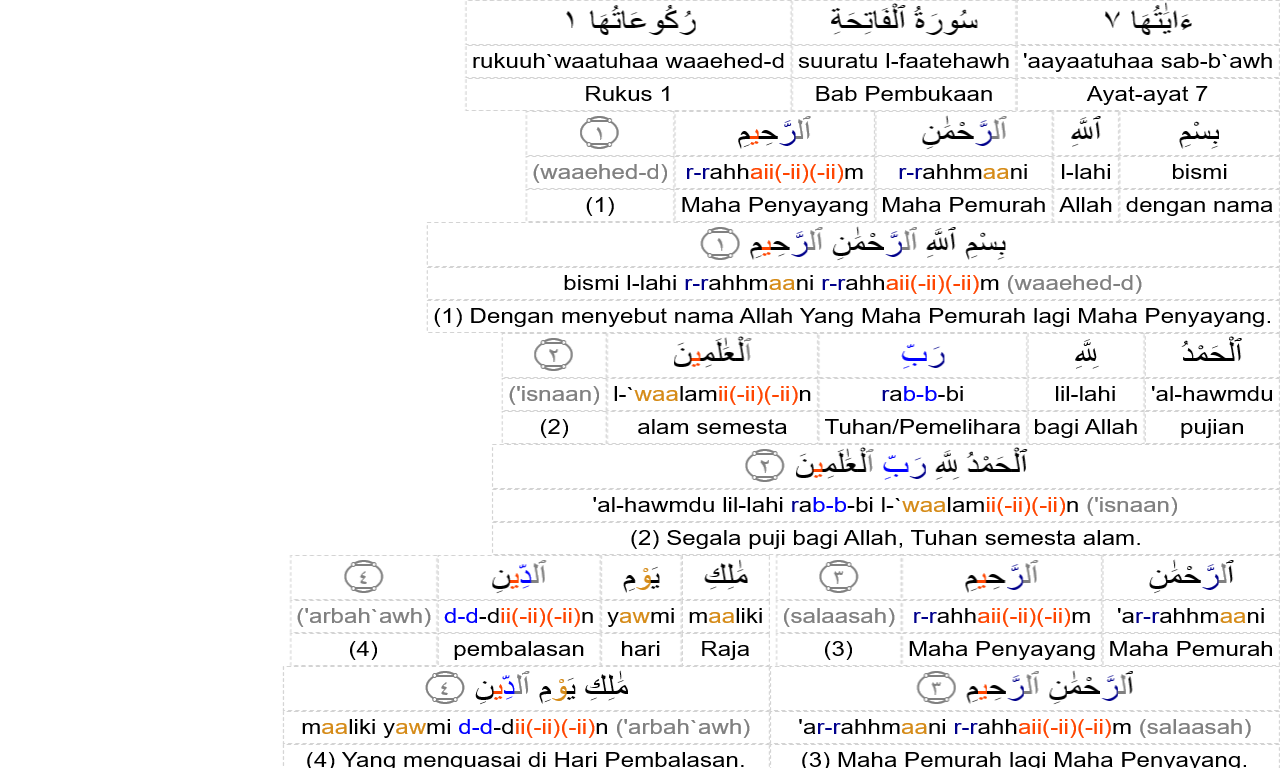 ءَايَٰتُهَا ٧ سُورَةُ ٱلْفَاتِحَةِ رُكُوعَاتُهَا ١
'aayaatuhaa sab-b`awh suuratu l-faatehawh rukuuh`waatuhaa waaehed-d
Ayat-ayat 7 Bab Pembukaan Rukus 1
بِسْمِ ٱللَّهِ ٱلرَّحْمَٰنِ ٱلرَّحِيمِ ١
bismi l-lahi r-rahhmaani r-rahhaii(-ii)(-ii)m (waaehed-d)
dengan nama Allah Maha Pemurah Maha Penyayang (1)
بِسْمِ ٱللَّهِ ٱلرَّحْمَٰنِ ٱلرَّحِيمِ ١
bismi l-lahi r-rahhmaani r-rahhaii(-ii)(-ii)m (waaehed-d)
(1) Dengan menyebut nama Allah Yang Maha Pemurah lagi Maha Penyayang.
ٱلْحَمْدُ لِلَّهِ رَبِّ ٱلْعَٰلَمِينَ ٢
'al-hawmdu lil-lahi rab-b-bi l-`waalamii(-ii)(-ii)n ('isnaan)
pujian bagi Allah Tuhan/Pemelihara alam semesta (2)
ٱلْحَمْدُ لِلَّهِ رَبِّ ٱلْعَٰلَمِينَ ٢
'al-hawmdu lil-lahi rab-b-bi l-`waalamii(-ii)(-ii)n ('isnaan)
(2) Segala puji bagi Allah, Tuhan semesta alam.
ٱلرَّحْمَٰنِ ٱلرَّحِيمِ ٣ مَٰلِكِ يَوْمِ ٱلدِّينِ ٤
'ar-rahhmaani r-rahhaii(-ii)(-ii)m (salaasah) maaliki yawmi d-d-dii(-ii)(-ii)n ('arbah`awh)
Maha Pemurah Maha Penyayang (3) Raja hari pembalasan (4)
ٱلرَّحْمَٰنِ ٱلرَّحِيمِ ٣ مَٰلِكِ يَوْمِ ٱلدِّينِ ٤
'ar-rahhmaani r-rahhaii(-ii)(-ii)m (salaasah) maaliki yawmi d-d-dii(-ii)(-ii)n ('arbah`awh)
(3) Maha Pemurah lagi Maha Penyayang. (4) Yang menguasai di Hari Pembalasan.